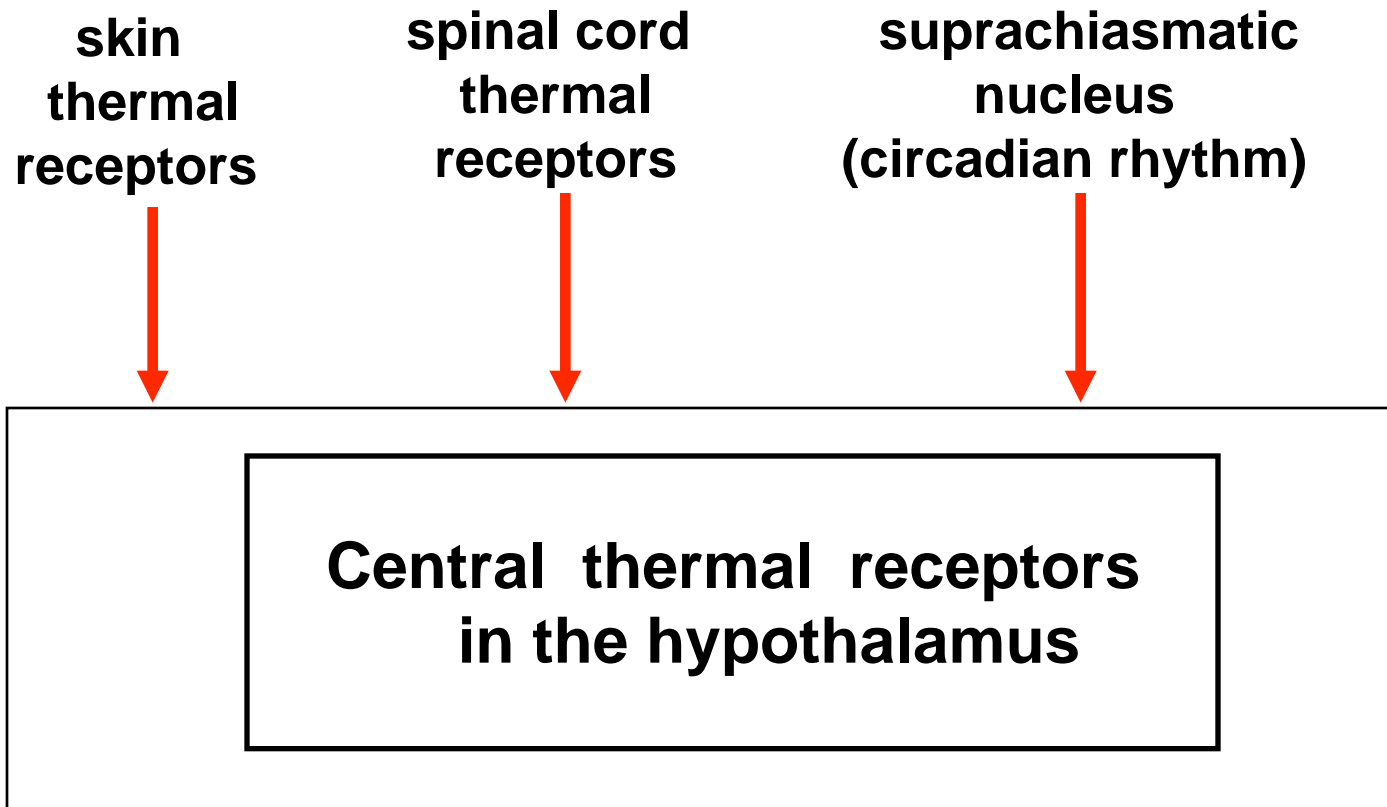 skin
thermal
receptors
spinal cord
thermal
receptors
suprachiasmatic
nucleus
(circadian rhythm)
Central thermal receptors
in the hypothalamus